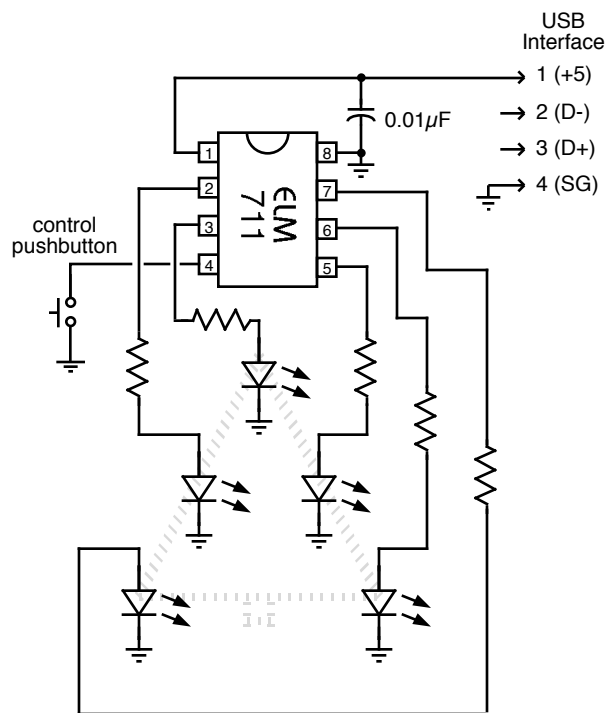 USB
Interface
1 (+5)
0.01µF
2 (D-)
3 (D+)
4 (SG)
1
8
2
7
ELM
711
3
6
4
5
control
pushbutton